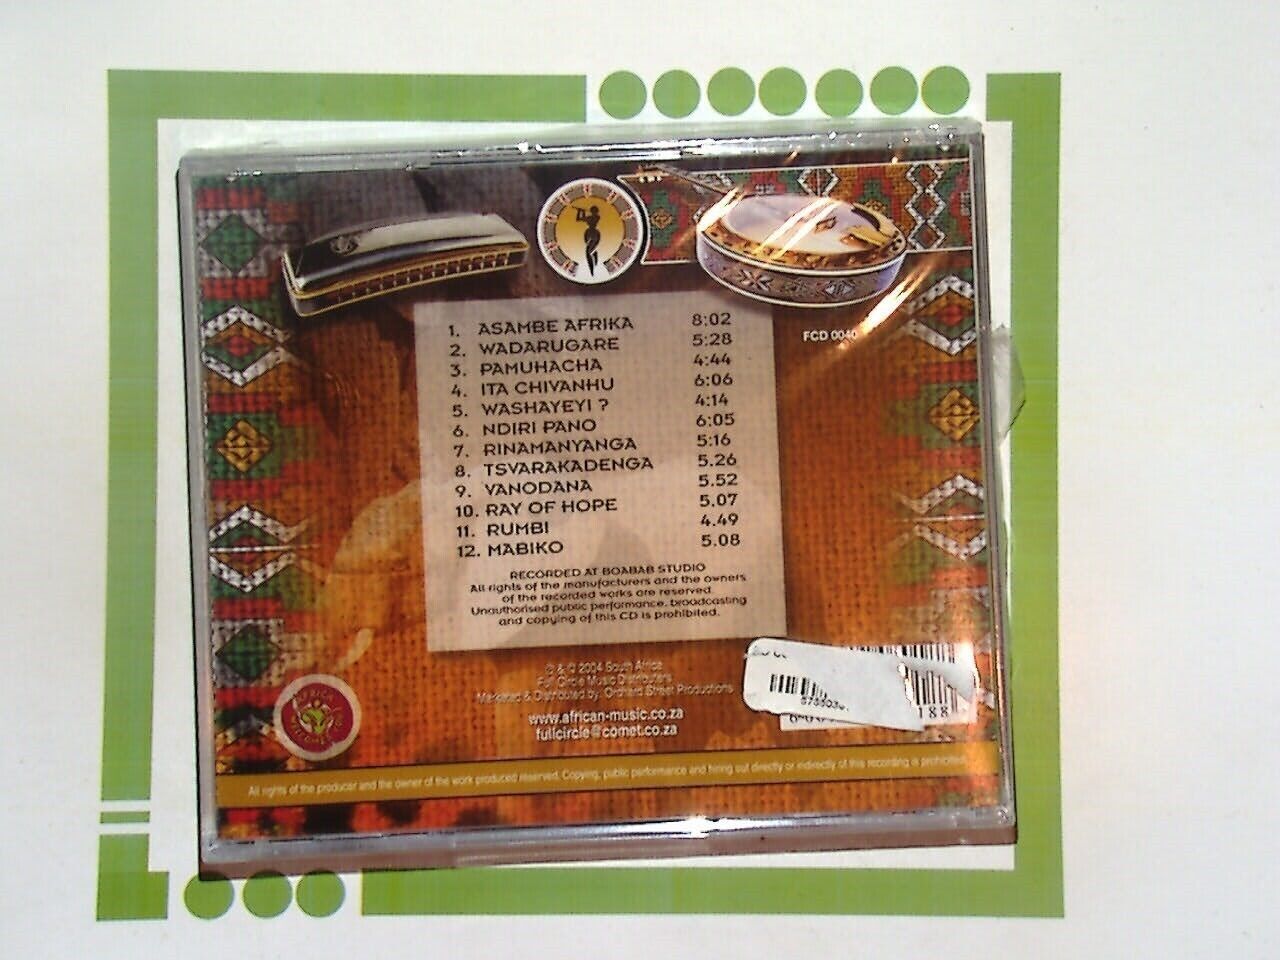 1. ASAMBE AFRIKA 8:02
2. WADARUGARE 5:28
3. PAMUHACHA 4:44
4. ITA CHIVANHU 6:06
5. WASHAYEYI ? 4:14
6. NDIRI PANO 6:05
7. RINAMANYANGA 5:16
8. TSVARAKADENGA 5.26
9. VANODANA 5.52
10. RAY OF HOPE 5.07
11. RUMBI 4.49
12. MABIKO 5.08
FCD 0040
RECORDED AT BOABAB STUDIO
All rights of the manufacturers and the owners
of the recorded works are reserved.
Unauthorised public performance, broadcasting
and copying of this CD is prohibited.
℗ & © 2004 South Africa
Full Circle Music Distributers
Marketed & Distributed by: Orchard Street Productions
www.african-music.co.za
fullcircle@comet.co.za
188
All rights of the producer and the owner of the work produced reserved. Copying, public performance and hiring out directly or indirectly of this recording is prohibited.